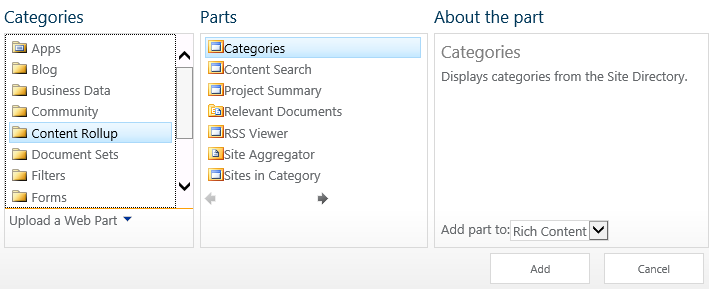 Categories
Apps
Blog
Business Data
Community
Content Rollup
Document Sets
Filters
Forms
Upload a Web Part
Parts
Categories
Content Search
Project Summary
Relevant Documents
RSS Viewer
Site Aggregator
Sites in Category
About the part
Categories
Displays categories from the Site Directory.
Add part to: Rich Content
Add
Cancel